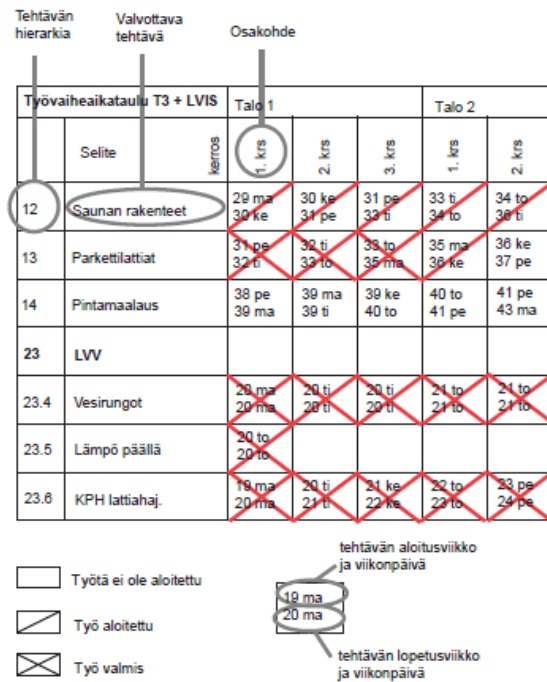 Tehtävän
hierarkia
Valvottava
tehtävä
Osakohde
Työvaiheaikataulu T3 + LVIS Talo 1 Talo 2
Selite kerros 1. krs 2. krs 3. krs 1. krs 2. krs
12 Saunan rakenteet 29 ma 30 ke 31 pe 33 ti 34 to
30 ke 31 pe 33 ti 34 to 36 ti
13 Parkettilattiat 31 pe 32 ti 33 to 35 ma 36 ke
32 ti 33 to 35 ma 36 ke 37 pe
14 Pintamaalaus 38 pe 39 ma 39 ke 40 to 41 pe
39 ma 39 ti 40 to 41 pe 43 ma
23 LVV
23.4 Vesirungot 20 ma 20 ti 20 ti 21 to 21 to
20 ma 20 ti 20 ti 21 to 21 to
23.5 Lämpö päällä 20 to
20 to
23.6 KPH lattiahaj. 19 ma 20 ti 21 ke 22 to 23 pe
20 ma 21 ti 22 ke 23 to 24 pe
Työtä ei ole aloitettu
Työ aloitettu
Työ valmis
tehtävän aloitusviikko
ja viikonpäivä
19 ma
20 ma
tehtävän lopetusviikko
ja viikonpäivä